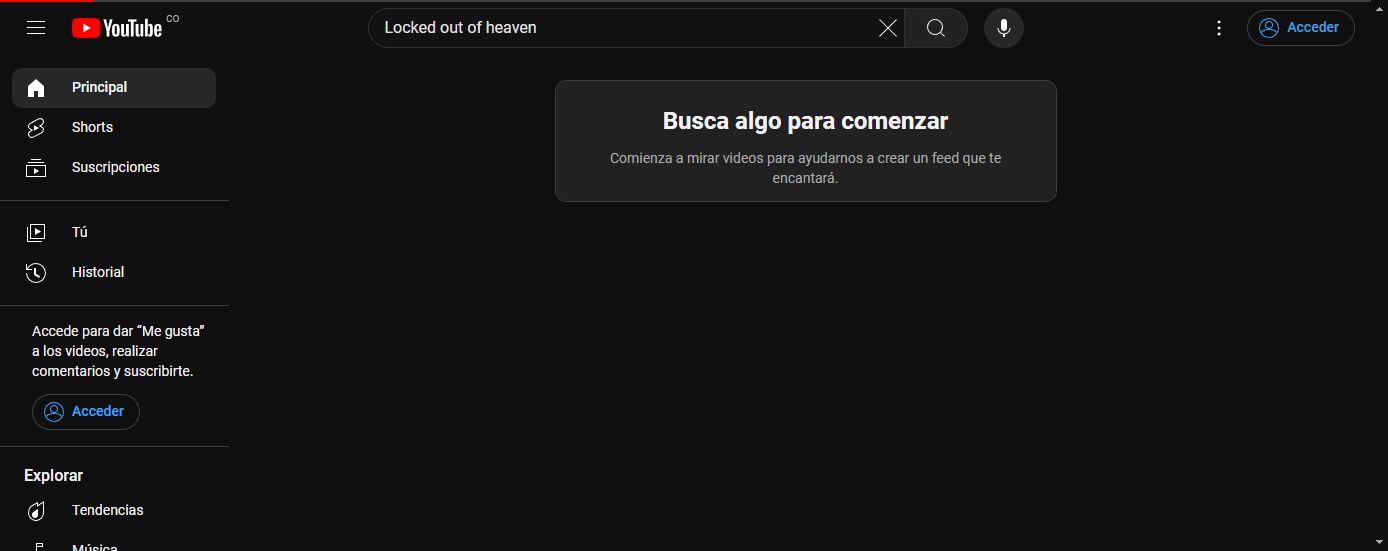 YouTube CO
Locked out of heaven
Acceder
Principal
Shorts
Suscripciones
Tú
Historial
Accede para dar “Me gusta”
a los videos, realizar
comentarios y suscribirte.
Acceder
Explorar
Tendencias
Música
Busca algo para comenzar
Comienza a mirar videos para ayudarnos a crear un feed que te
encantará.